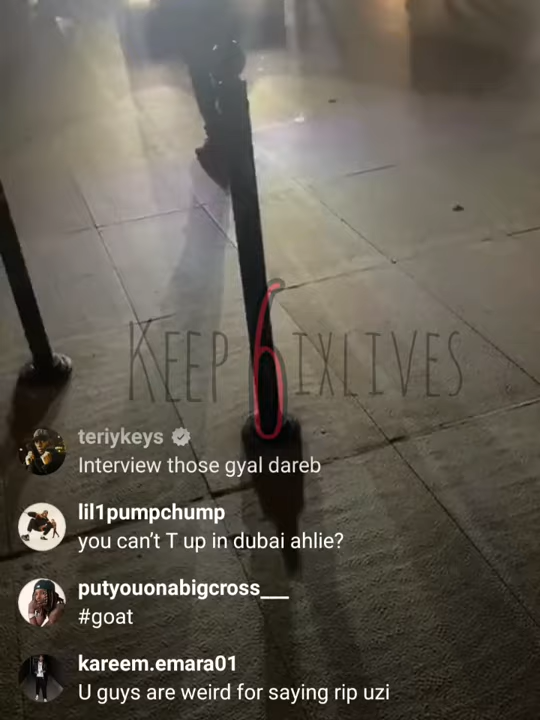 KEEP 6IXLIVES
teriykeys
Interview those gyal dareb
lil1pumpchump
you can't T up in dubai ahlie?
putyouonabigcross___
#goat
kareem.emara01
U guys are weird for saying rip uzi